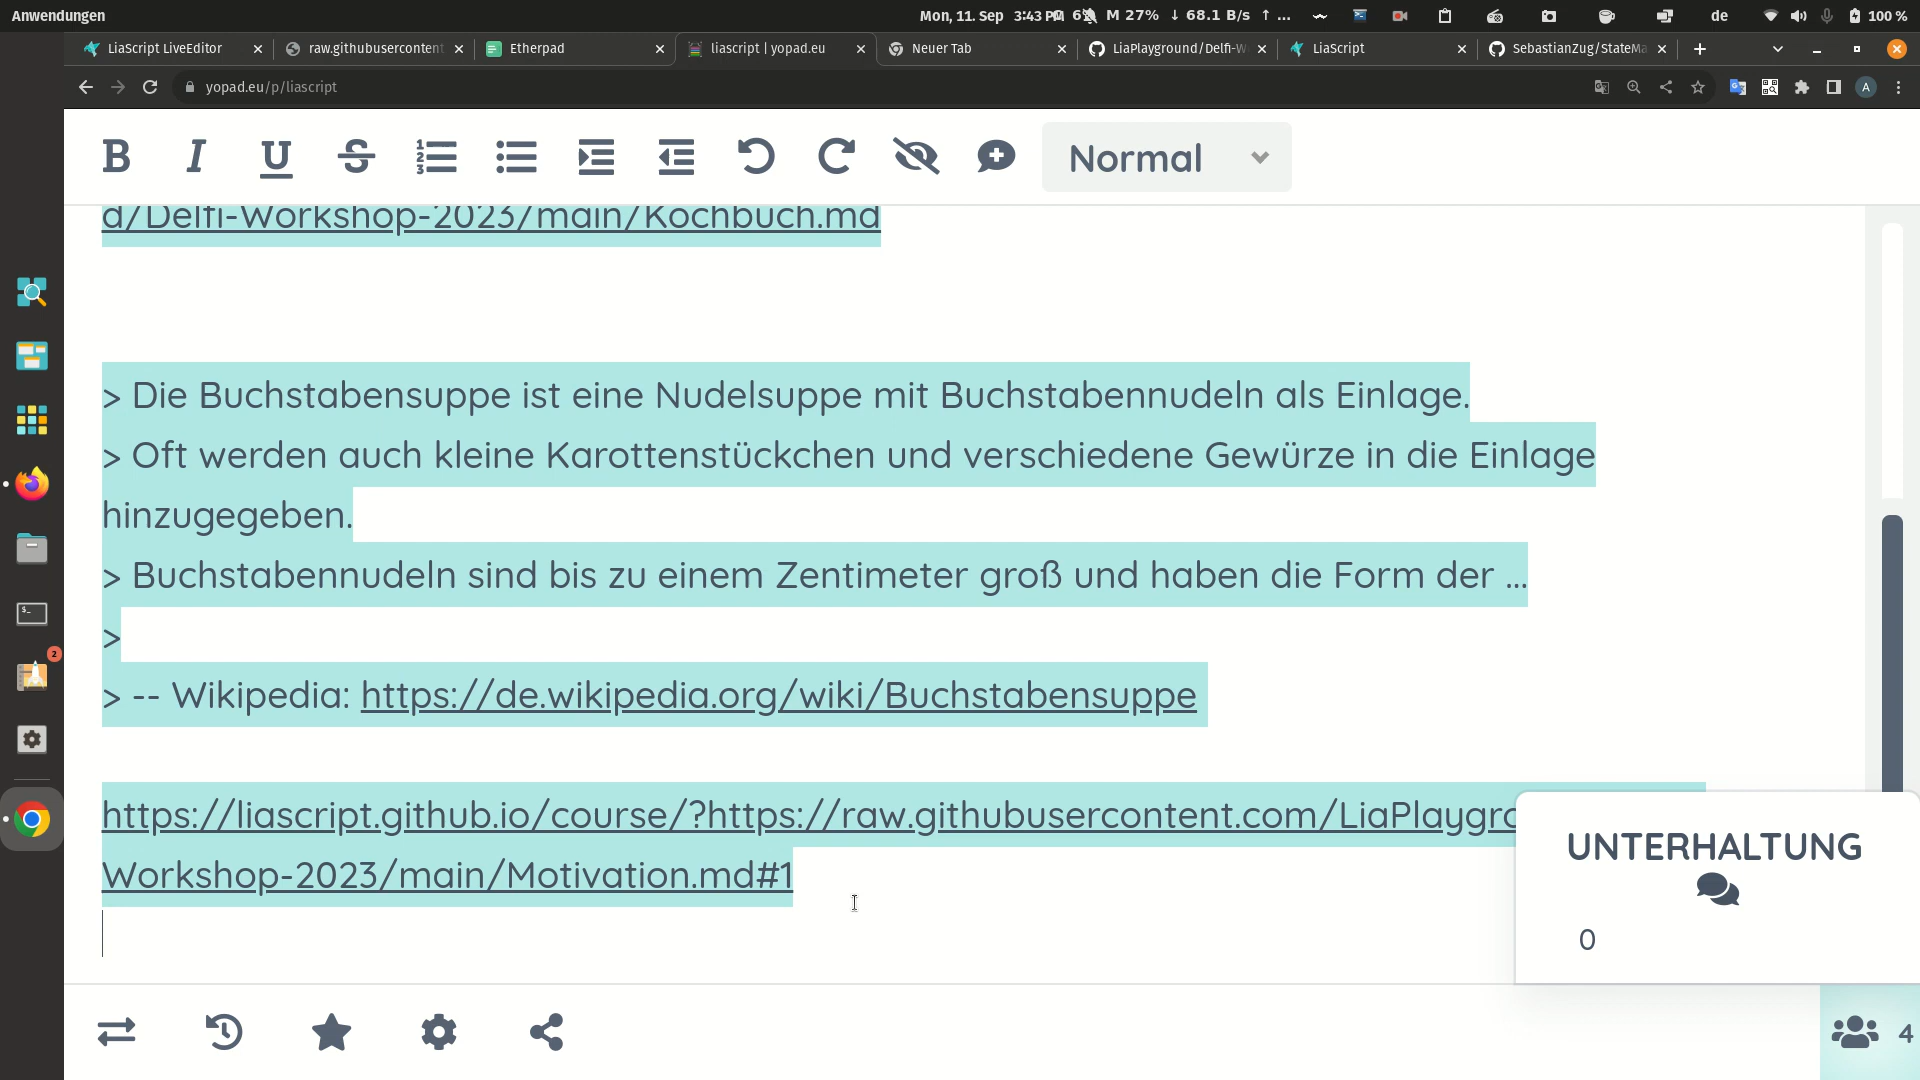 Anwendungen
Mon, 11. Sep 3:43 PM
M 27% ↓ 68.1 B/s ↑ ...
de
100 %
LiaScript LiveEditor
raw.githubusercontent
Etherpad
liascript | yopad.eu
Neuer Tab
LiaPlayground/Delfi-W
LiaScript
SebastianZug/StateMa
yopad.eu/p/liascript
A
B I U S
Normal
d/Delfi-Workshop-2023/main/Kochbuch.md
> Die Buchstabensuppe ist eine Nudelsuppe mit Buchstabennudeln als Einlage.
> Oft werden auch kleine Karottenstückchen und verschiedene Gewürze in die Einlage
hinzugegeben.
> Buchstabennudeln sind bis zu einem Zentimeter groß und haben die Form der ...
>
> -- Wikipedia: https://de.wikipedia.org/wiki/Buchstabensuppe
https://liascript.github.io/course/?https://raw.githubusercontent.com/LiaPlaygro
Workshop-2023/main/Motivation.md#1
UNTERHALTUNG
0
4
2